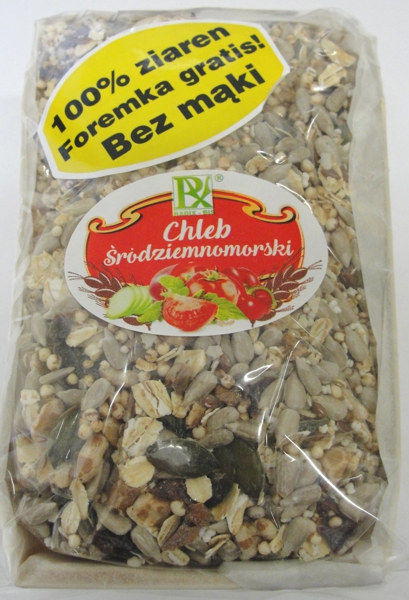 100% ziaren
Foremka gratis!
Bez mąki
®
Chleb
Śródziemnomorski